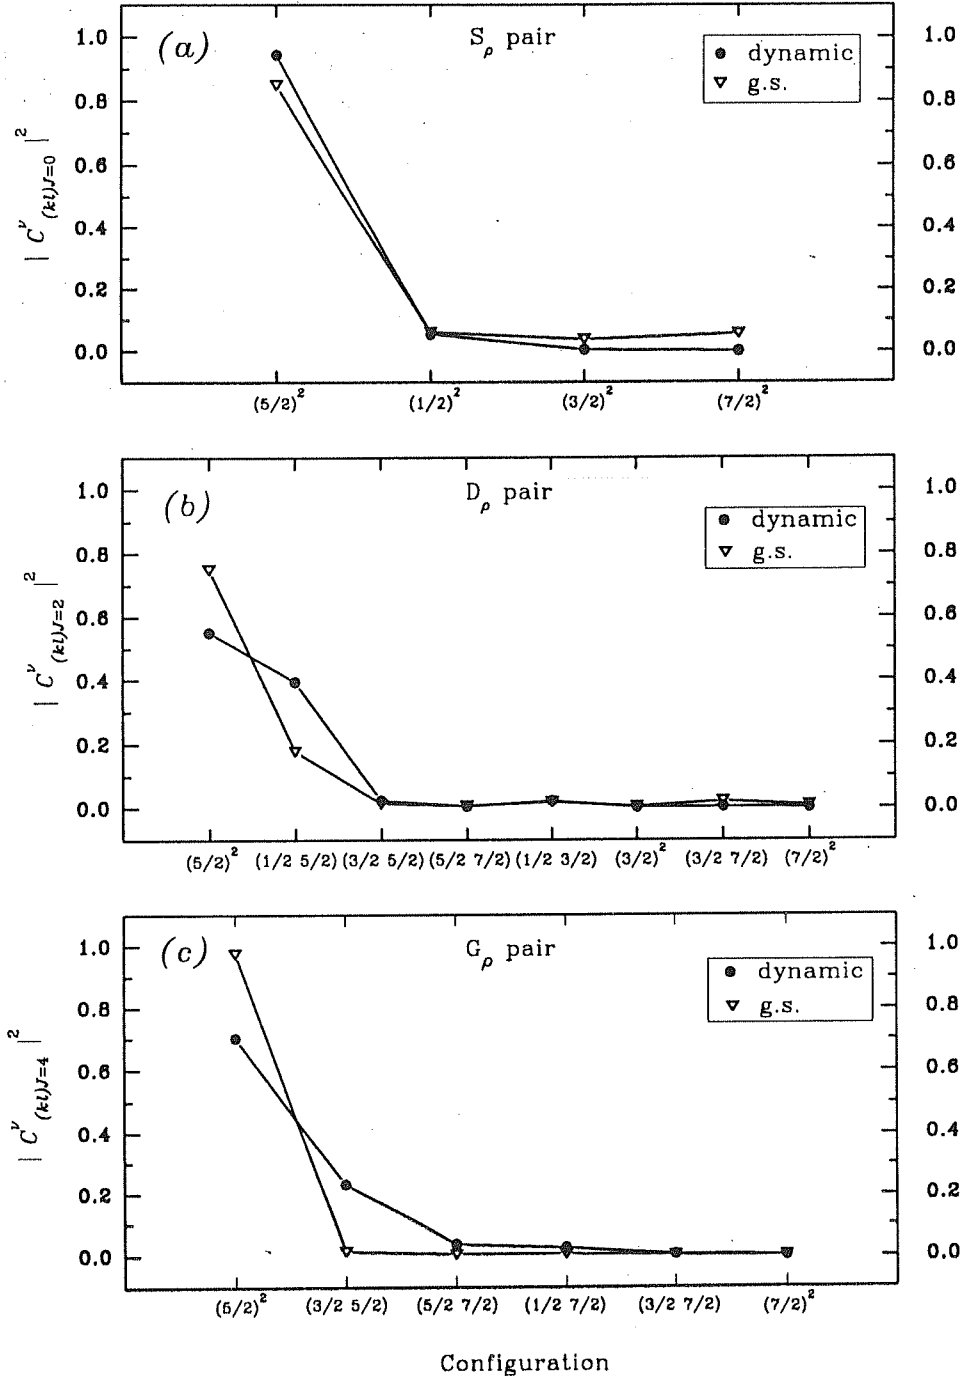 (a)
S_ρ pair
dynamic
g.s.
| C^ν_(kl)J=0 |^2
1.0
0.8
0.6
0.4
0.2
0.0
1.0
0.8
0.6
0.4
0.2
0.0
(5/2)^2 (1/2)^2 (3/2)^2 (7/2)^2
(b)
D_ρ pair
dynamic
g.s.
| C^ν_(kl)J=2 |^2
1.0
0.8
0.6
0.4
0.2
0.0
1.0
0.8
0.6
0.4
0.2
0.0
(5/2)^2 (1/2 5/2) (3/2 5/2) (5/2 7/2) (1/2 3/2) (3/2)^2 (3/2 7/2) (7/2)^2
(c)
G_ρ pair
dynamic
g.s.
| C^ν_(kl)J=4 |^2
1.0
0.8
0.6
0.4
0.2
0.0
1.0
0.8
0.6
0.4
0.2
0.0
(5/2)^2 (3/2 5/2) (5/2 7/2) (1/2 7/2) (3/2 7/2) (7/2)^2
Configuration